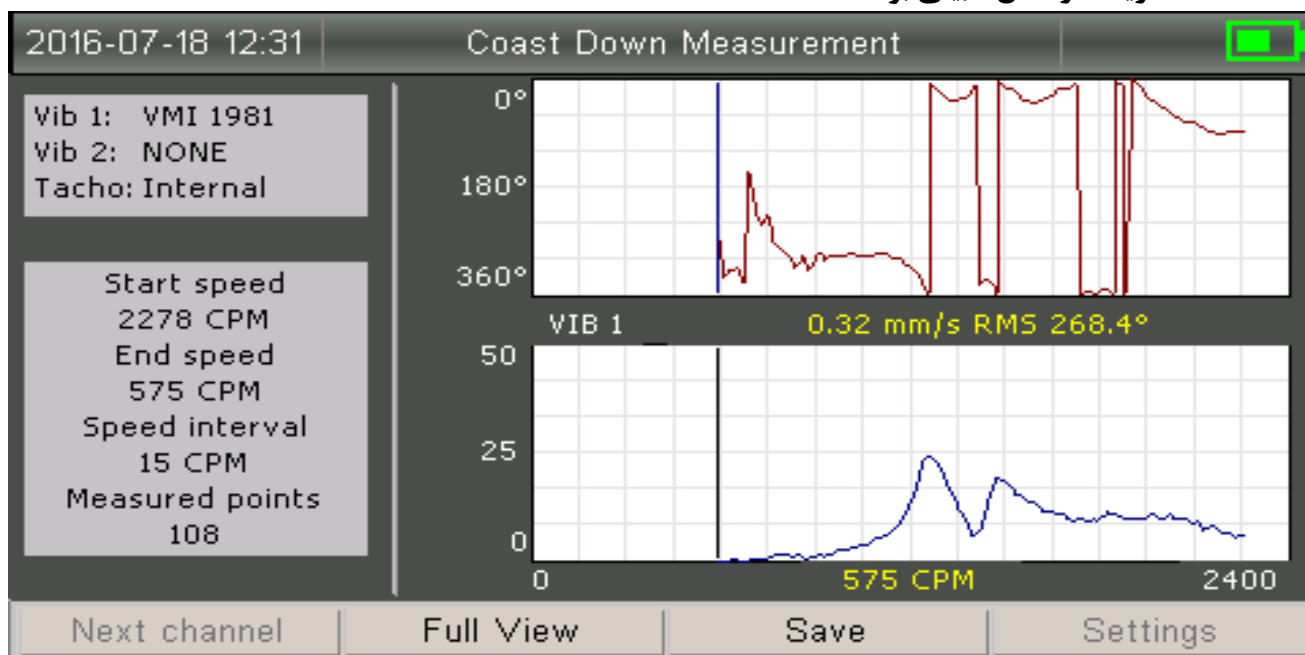 2016-07-18 12:31 Coast Down Measurement
Vib 1: VMI 1981
Vib 2: NONE
Tacho: Internal
Start speed
2278 CPM
End speed
575 CPM
Speed interval
15 CPM
Measured points
108
0°
180°
360°
VIB 1 0.32 mm/s RMS 268.4°
50
25
0
0 575 CPM 2400
Next channel Full View Save Settings